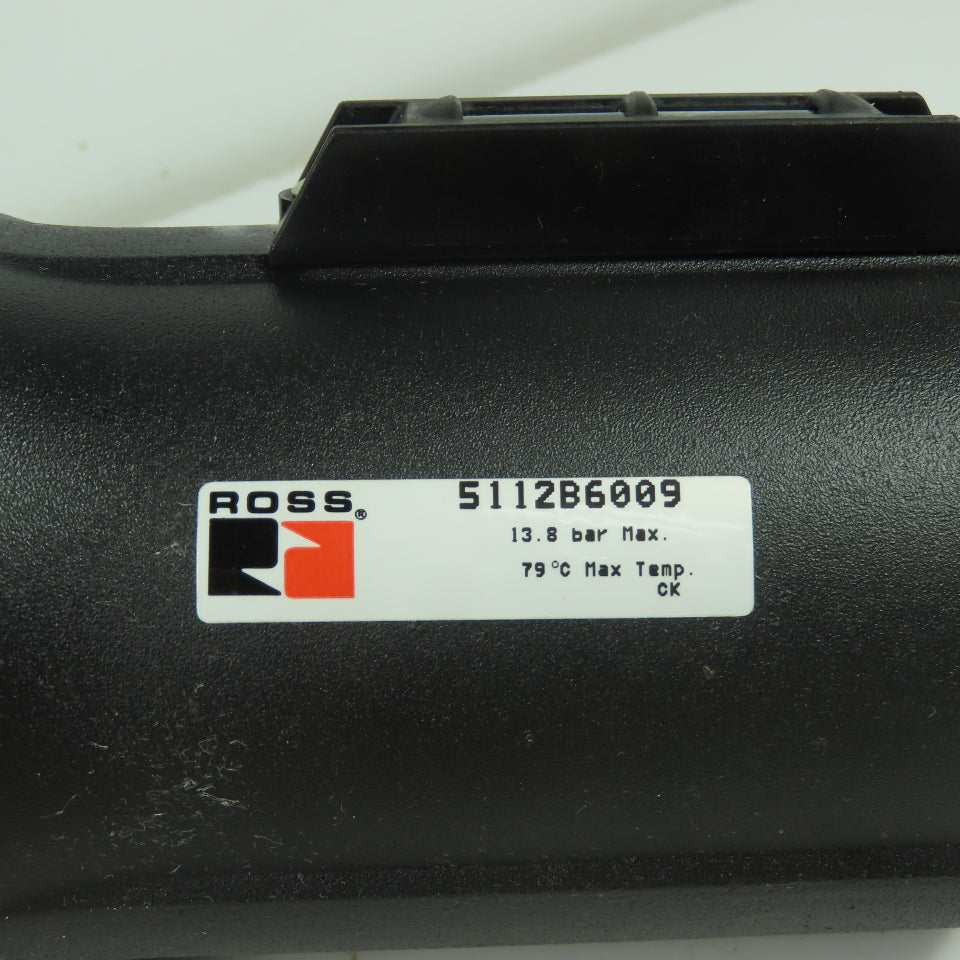 ROSS®
5112B6009
13.8 bar Max.
79°C Max Temp.
CK